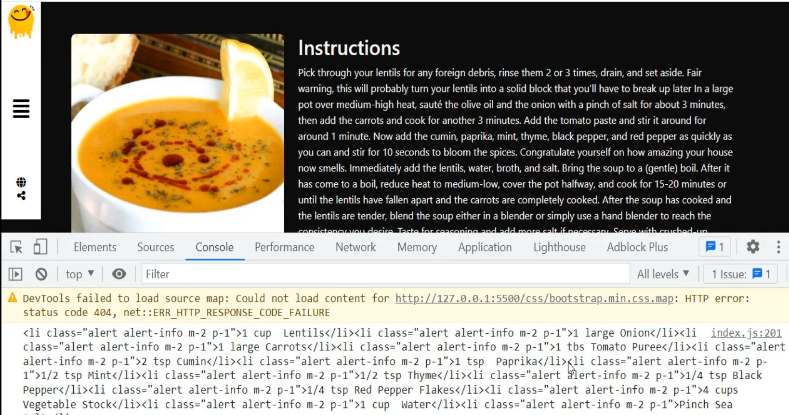 Instructions
Pick through your lentils for any foreign debris, rinse them 2 or 3 times, drain, and set aside. Fair
warning, this will probably turn your lentils into a solid block that you'll have to break up later In a large
pot over medium-high heat, sauté the olive oil and the onion with a pinch of salt for about 3 minutes,
then add the carrots and cook for another 3 minutes. Add the tomato paste and stir it around for
around 1 minute. Now add the cumin, paprika, mint, thyme, black pepper, and red pepper as quickly as
you can and stir for 10 seconds to bloom the spices. Congratulate yourself on how amazing your house
now smells. Immediately add the lentils, water, broth, and salt. Bring the soup to a (gentle) boil. After it
has come to a boil, reduce heat to medium-low, cover the pot halfway, and cook for 15-20 minutes or
until the lentils have fallen apart and the carrots are completely cooked. After the soup has cooked and
the lentils are tender, blend the soup either in a blender or simply use a hand blender to reach the
consistency you desire. Taste for seasoning and add more salt if necessary. Serve with crushed-up
Elements Sources Console Performance Network Memory Application Lighthouse Adblock Plus 1
top Filter All levels 1 Issue: 1
DevTools failed to load source map: Could not load content for http://127.0.0.1:5500/css/bootstrap.min.css.map: HTTP error:
status code 404, net::ERR_HTTP_RESPONSE_CODE_FAILURE
<li class="alert alert-info m-2 p-1">1 cup  Lentils</li><li class="alert alert-info m-2 p-1">1 large Onion</li><li index.js:201
class="alert alert-info m-2 p-1">1 large Carrots</li><li class="alert alert-info m-2 p-1">1 tbs Tomato Puree</li><li class="alert
alert-info m-2 p-1">2 tsp Cumin</li><li class="alert alert-info m-2 p-1">1 tsp  Paprika</li><li class="alert alert-info m-2 p-
1">1/2 tsp Mint</li><li class="alert alert-info m-2 p-1">1/2 tsp Thyme</li><li class="alert alert-info m-2 p-1">1/4 tsp Black
Pepper</li><li class="alert alert-info m-2 p-1">1/4 tsp Red Pepper Flakes</li><li class="alert alert-info m-2 p-1">4 cups
Vegetable Stock</li><li class="alert alert-info m-2 p-1">1 cup  Water</li><li class="alert alert-info m-2 p-1">Pinch Sea